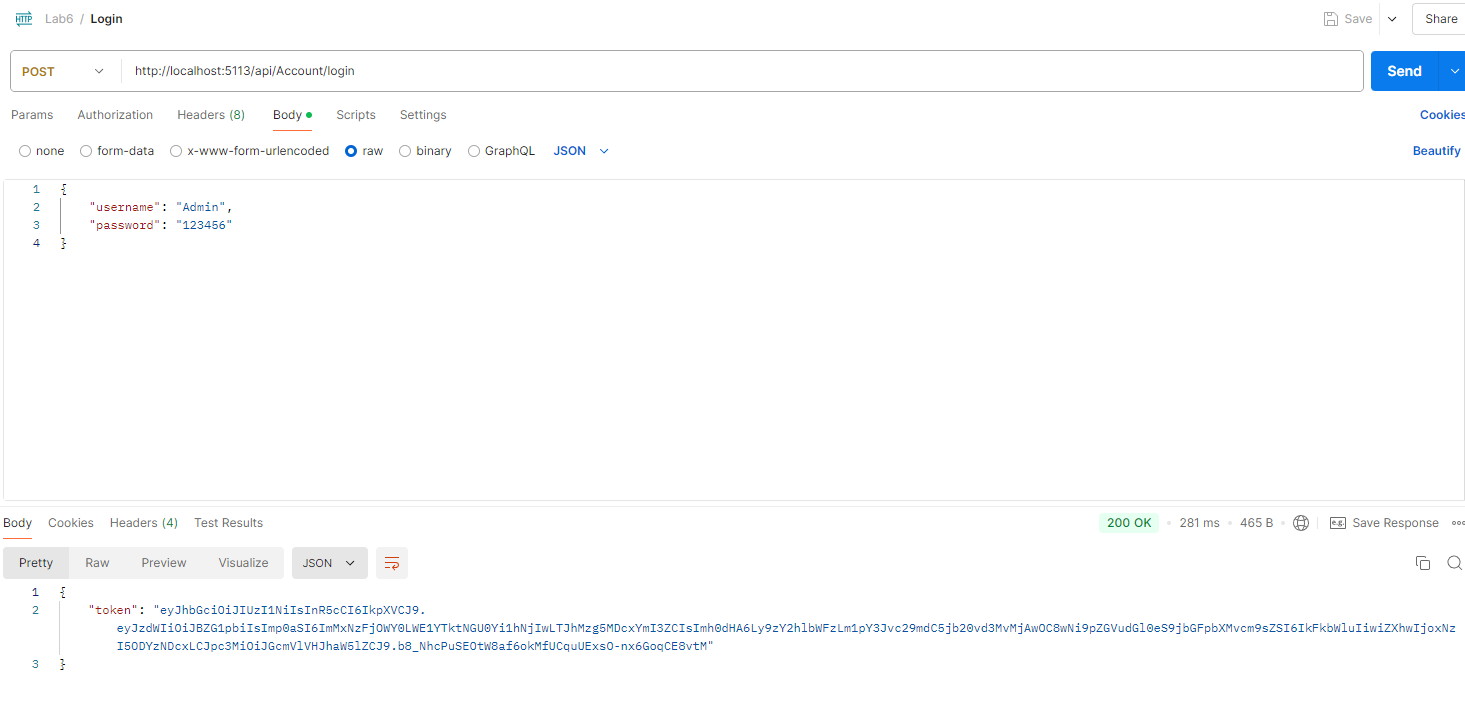 HTTP Lab6 / Login Save Share
POST http://localhost:5113/api/Account/login Send
Params Authorization Headers (8) Body Scripts Settings Cookies
none form-data x-www-form-urlencoded raw binary GraphQL JSON Beautify
1 {
2 "username": "Admin",
3 "password": "123456"
4 }
Body Cookies Headers (4) Test Results 200 OK 281 ms 465 B e.g. Save Response
Pretty Raw Preview Visualize JSON
1 {
2 "token": "eyJhbGciOiJIUzI1NiIsInR5cCI6IkpXVCJ9.
eyJzdWIiOiJBZG1pbiIsImp0aSI6ImMxNzFjOWY0LWE1YTktNGU0Yi1hNjIwLTJhMzg5MDcxYmI3ZCIsImh0dHA6Ly9zY2hlbWFzLm1pY3Jvc29mdC5jb20vd3MvMjAwOC8wNi9pZGVudGl0eS9jbGFpbXMvcm9sZSI6IkFkbWluIiwiZXhwIjoxNz
I5ODYzNDcxLCJpc3MiOiJGcmVlVHJhaW5lZCJ9.b8_NhcPuSEOtW8af6okMfUCquUExsO-nx6GoqCE8vtM"
3 }